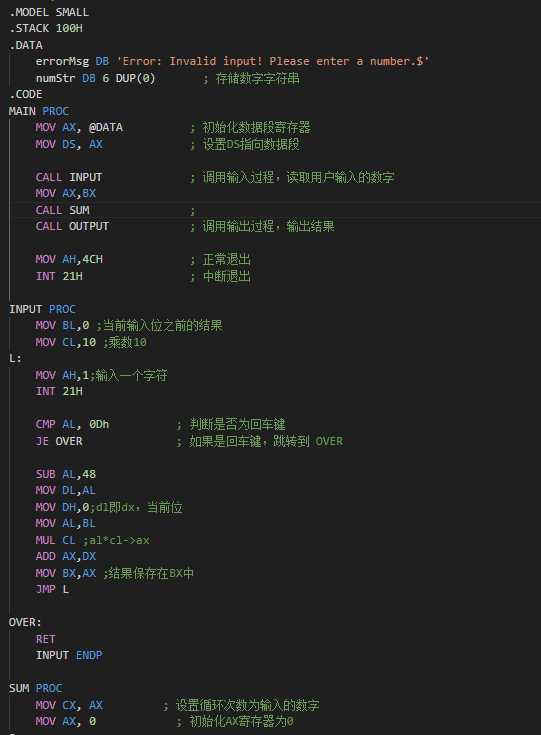 .MODEL SMALL
.STACK 100H
.DATA
    errorMsg DB 'Error: Invalid input! Please enter a number.$'
    numStr DB 6 DUP(0)       ; 存储数字字符串
.CODE
MAIN PROC
    MOV AX, @DATA          ; 初始化数据段寄存器
    MOV DS, AX             ; 设置DS指向数据段
    CALL INPUT             ; 调用输入过程，读取用户输入的数字
    MOV AX,BX
    CALL SUM               ;
    CALL OUTPUT            ; 调用输出过程，输出结果
    MOV AH,4CH             ; 正常退出
    INT 21H                ; 中断退出
INPUT PROC
    MOV BL,0 ;当前输入位之前的结果
    MOV CL,10 ;乘数10
L:
    MOV AH,1;输入一个字符
    INT 21H
    CMP AL, 0Dh          ; 判断是否为回车键
    JE OVER              ; 如果是回车键，跳转到 OVER
    SUB AL,48
    MOV DL,AL
    MOV DH,0;dl即dx，当前位
    MOV AL,BL
    MUL CL ;al*cl->ax
    ADD AX,DX
    MOV BX,AX ;结果保存在BX中
    JMP L
OVER:
    RET
    INPUT ENDP
SUM PROC
    MOV CX, AX         ; 设置循环次数为输入的数字
    MOV AX, 0            ; 初始化AX寄存器为0